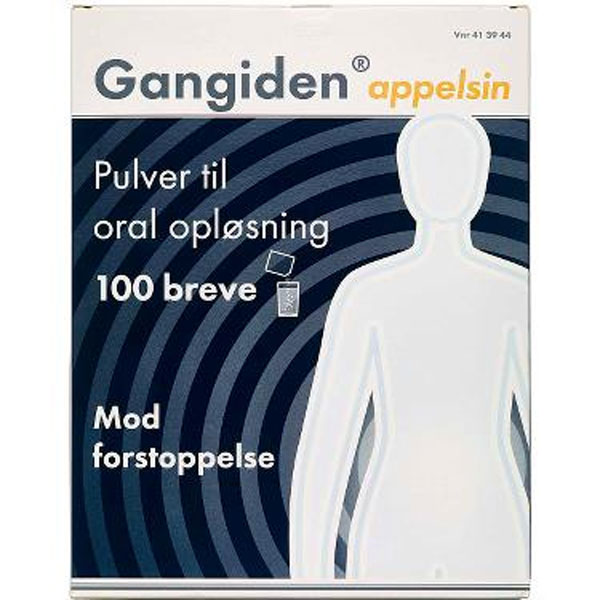 Vnr 41 39 44
Gangiden® appelsin
Pulver til
oral opløsning
100 breve
Mod
forstoppelse